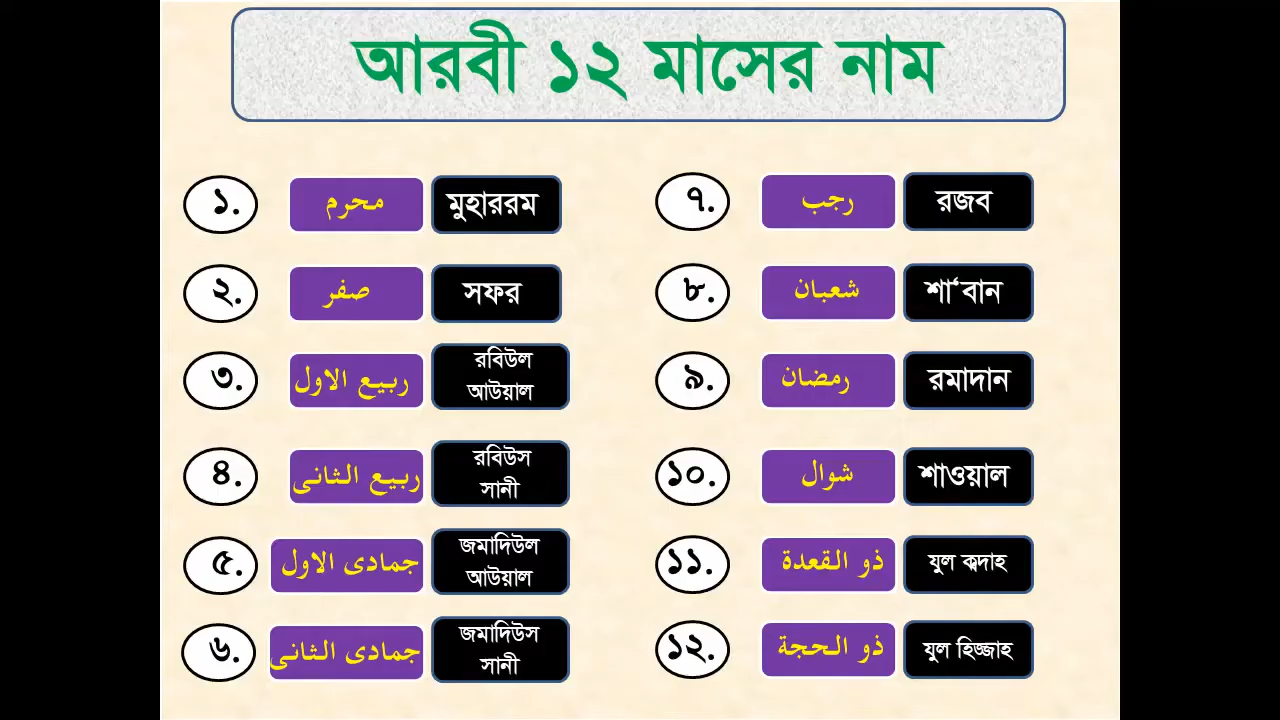 আরবী ১২ মাসের নাম
১. محرم মুহাররম
২. صفر সফর
৩. ربيع الاول রবিউল
আউয়াল
৪. ربيع الثانى রবিউস
সানী
৫. جمادى الاول জমাদিউল
আউয়াল
৬. جمادى الثانى জমাদিউস
সানী
৭. رجب রজব
৮. شعبان শা‘বান
৯. رمضان রমাদান
১০. شوال শাওয়াল
১১. ذو القعدة যুল ক্বদাহ
১২. ذو الحجة যুল হিজ্জাহ